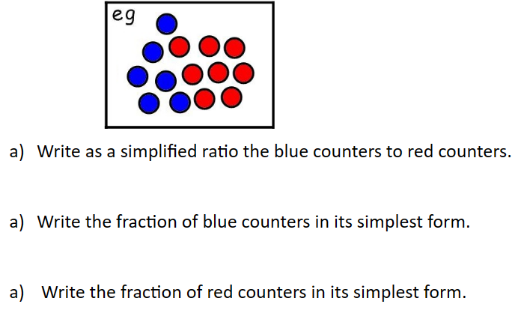 eg
a) Write as a simplified ratio the blue counters to red counters.
a) Write the fraction of blue counters in its simplest form.
a) Write the fraction of red counters in its simplest form.